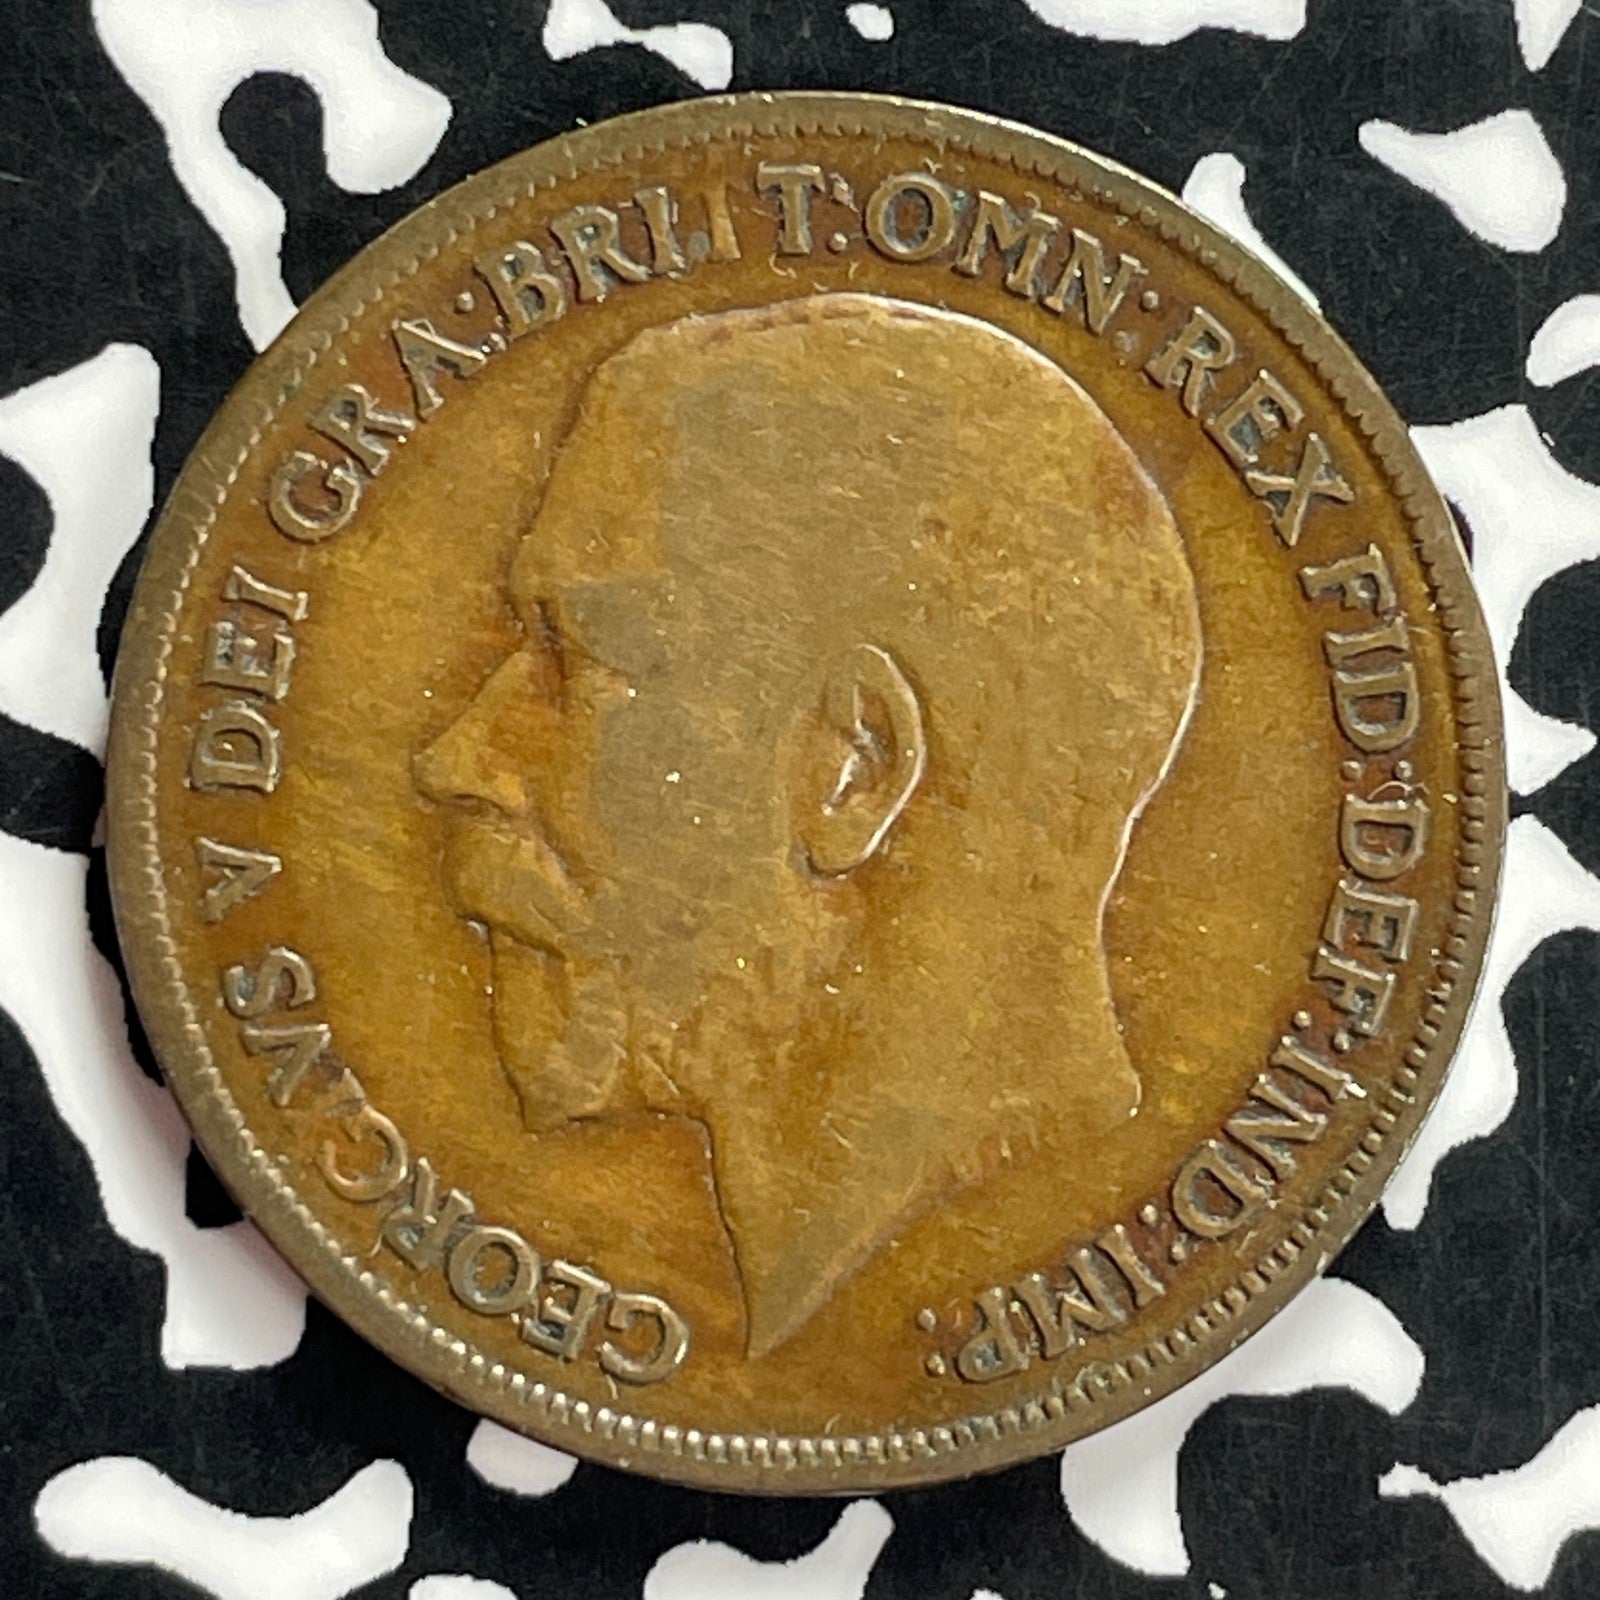 GEORGIVS V DEI GRA: BRITT: OMN: REX FID: DEF: IND: IMP: